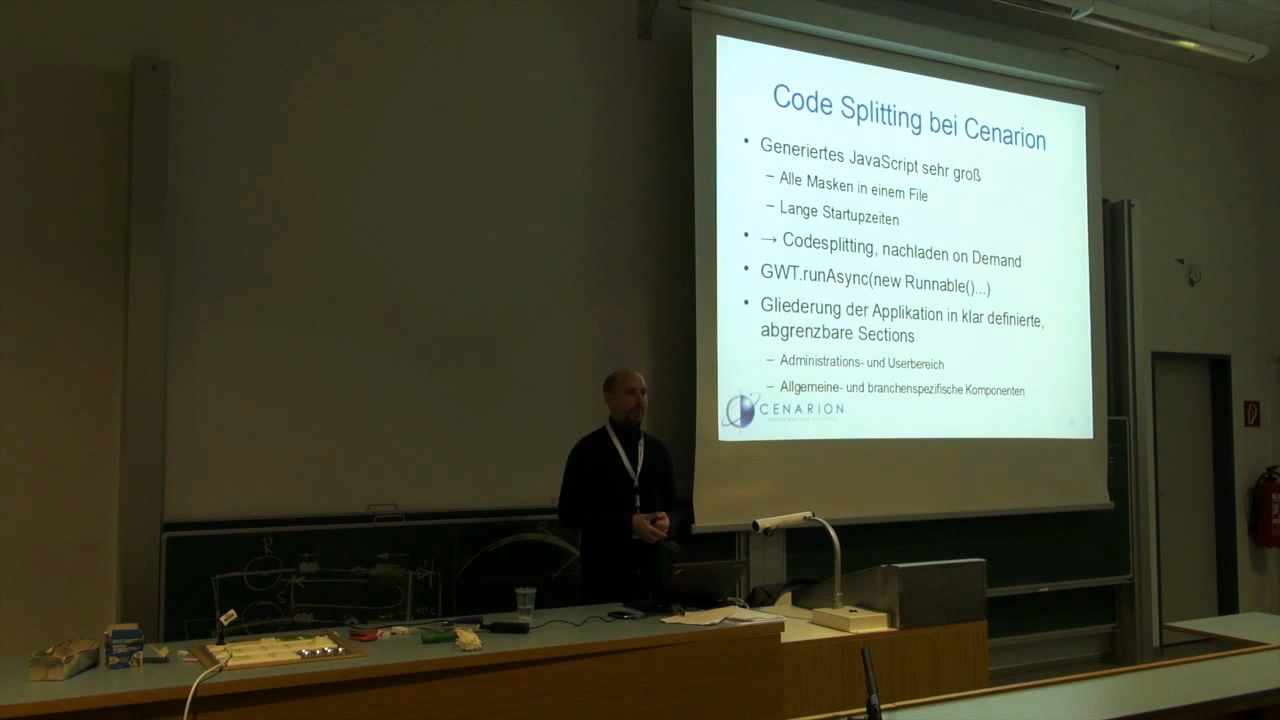 Code Splitting bei Cenarion
• Generiertes JavaScript sehr groß
– Alle Masken in einem File
– Lange Startupzeiten
• → Codesplitting, nachladen on Demand
• GWT.runAsync(new Runnable()...)
• Gliederung der Applikation in klar definierte,
abgrenzbare Sections
– Administrations- und Userbereich
– Allgemeine- und branchenspezifische Komponenten
CENARION